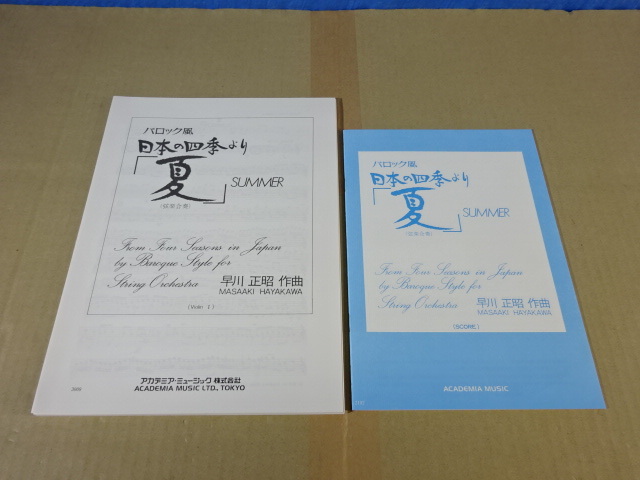 バロック風
日本の四季より
「夏」 SUMMER
(弦楽合奏)
From Four Seasons in Japan
by Baroque Style for
String Orchestra
早川 正昭 作曲
MASAAKI HAYAKAWA
(Violin I)
アカデミア・ミュージック 株式会社
ACADEMIA MUSIC LTD., TOKYO
バロック風
日本の四季より
「夏」 SUMMER
(弦楽合奏)
From Four Seasons in Japan
by Baroque Style for
String Orchestra
早川 正昭 作曲
MASAAKI HAYAKAWA
(SCORE)
ACADEMIA MUSIC